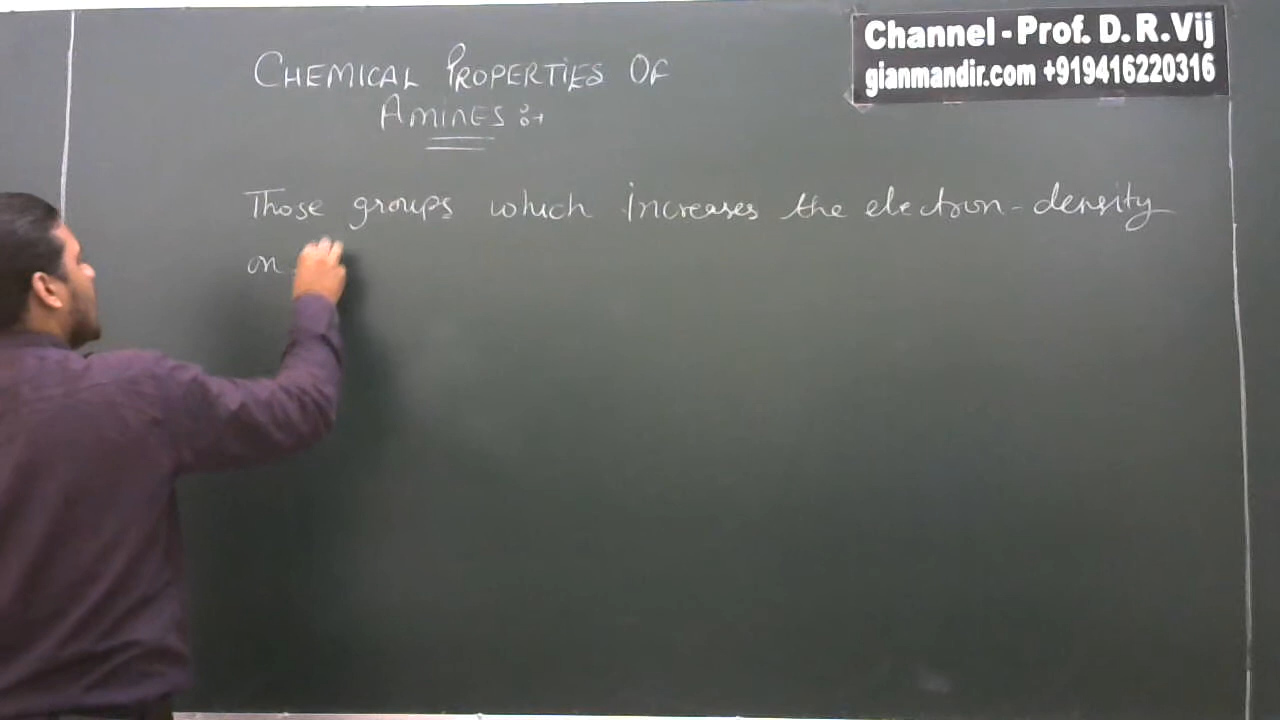 Channel - Prof. D. R. Vij
gianmandir.com +919416220316
CHEMICAL PROPERTIES OF
AMINES :-
Those groups which increases the electron-density
on